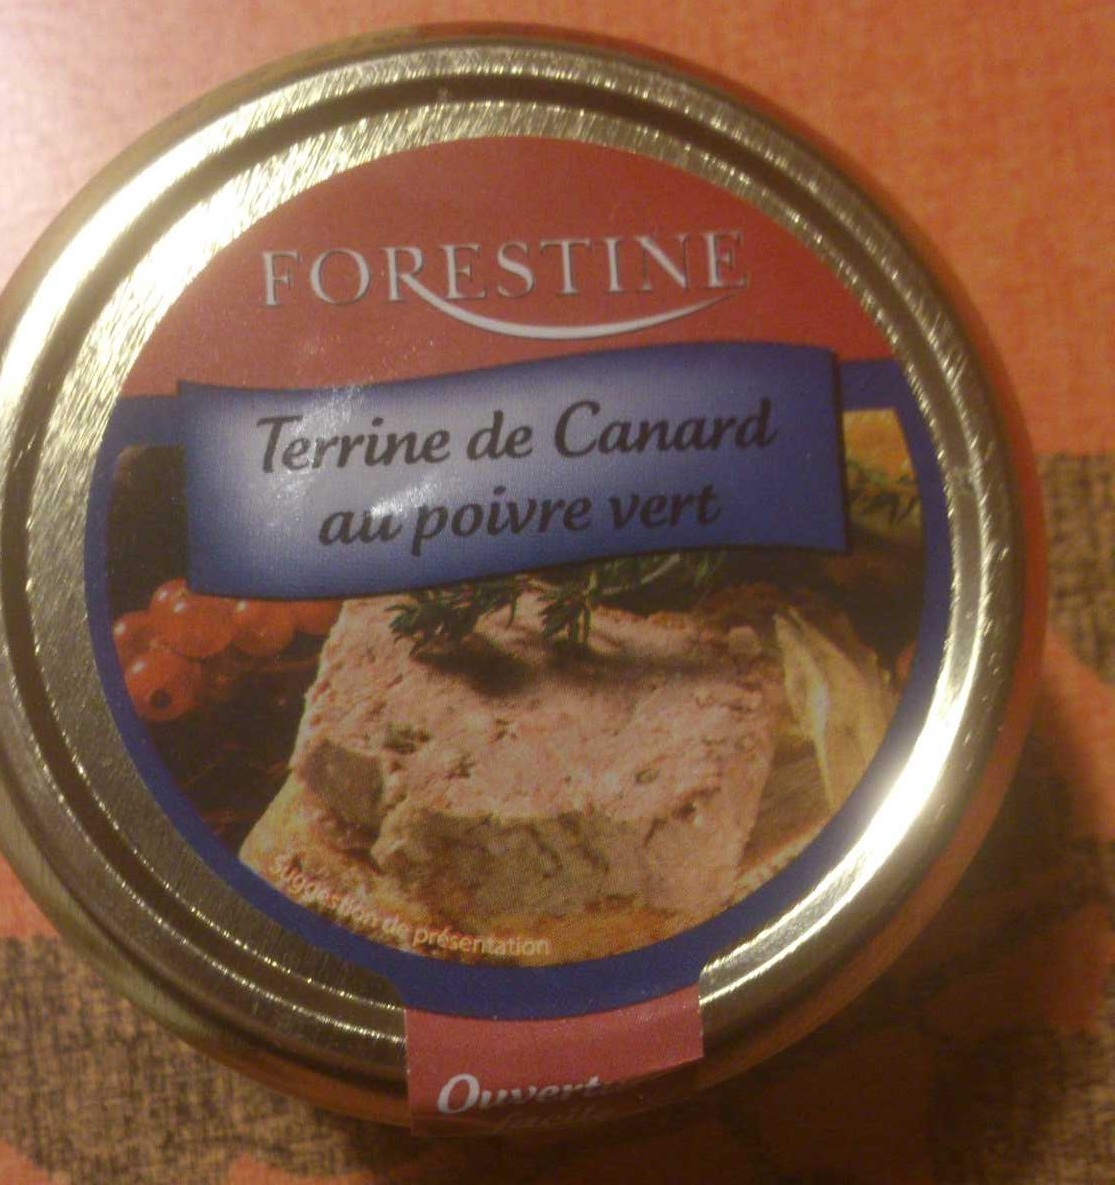 FORESTINE
Terrine de Canard
au poivre vert
Suggestion de présentation